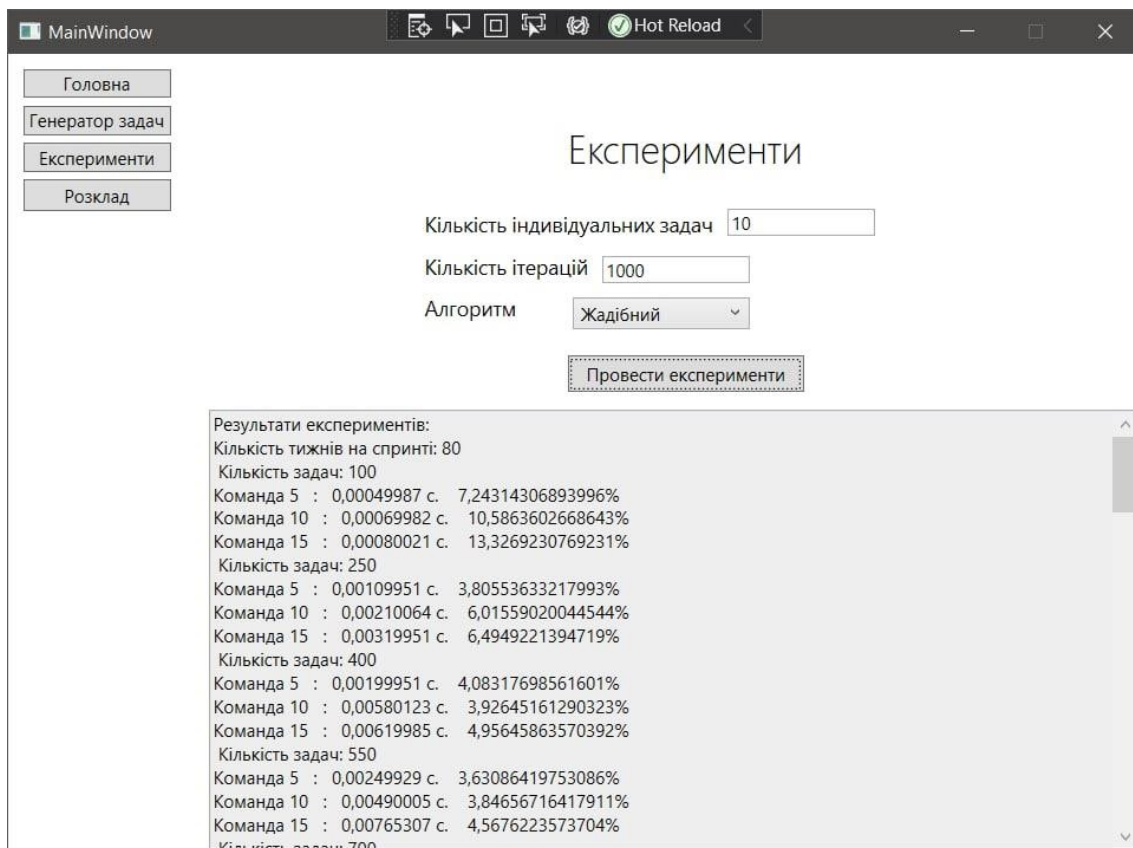 MainWindow
Hot Reload
Головна
Генератор задач
Експерименти
Розклад
Експерименти
Кількість індивідуальних задач 10
Кількість ітерацій 1000
Алгоритм Жадібний
Провести експерименти
Результати експериментів:
Кількість тижнів на спринті: 80
Кількість задач: 100
Команда 5 : 0,00049987 с. 7,24314306893996%
Команда 10 : 0,00069982 с. 10,5863602668643%
Команда 15 : 0,00080021 с. 13,3269230769231%
Кількість задач: 250
Команда 5 : 0,00109951 с. 3,80553633217993%
Команда 10 : 0,00210064 с. 6,01559020044544%
Команда 15 : 0,00319951 с. 6,4949221394719%
Кількість задач: 400
Команда 5 : 0,00199951 с. 4,08317698561601%
Команда 10 : 0,00580123 с. 3,92645161290323%
Команда 15 : 0,00619985 с. 4,95645863570392%
Кількість задач: 550
Команда 5 : 0,00249929 с. 3,63086419753086%
Команда 10 : 0,00490005 с. 3,84656716417911%
Команда 15 : 0,00765307 с. 4,5676223573704%
Кількість задач: 700